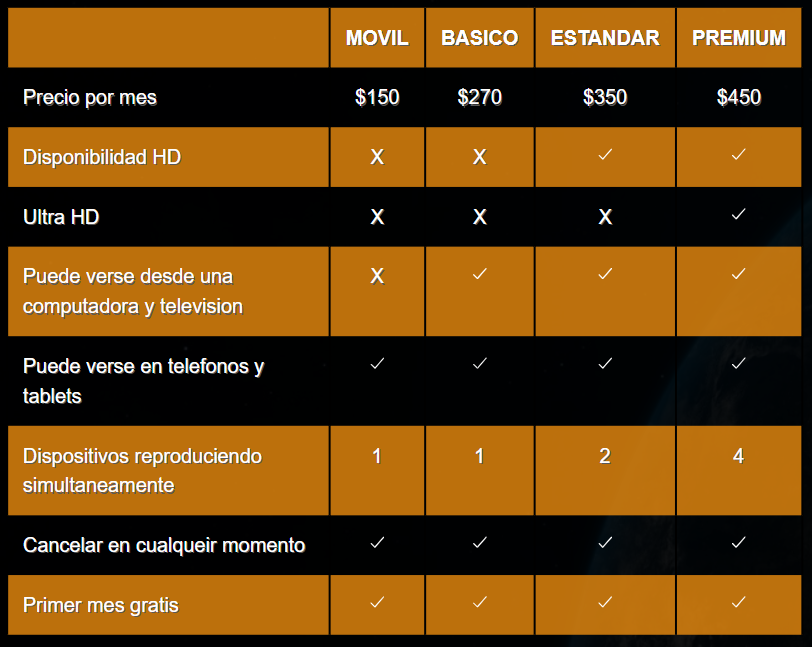 MOVIL BASICO ESTANDAR PREMIUM
Precio por mes $150 $270 $350 $450
Disponibilidad HD X X ✓ ✓
Ultra HD X X X ✓
Puede verse desde una X ✓ ✓ ✓
computadora y television
Puede verse en telefonos y ✓ ✓ ✓ ✓
tablets
Dispositivos reproduciendo 1 1 2 4
simultaneamente
Cancelar en cualqueir momento ✓ ✓ ✓ ✓
Primer mes gratis ✓ ✓ ✓ ✓